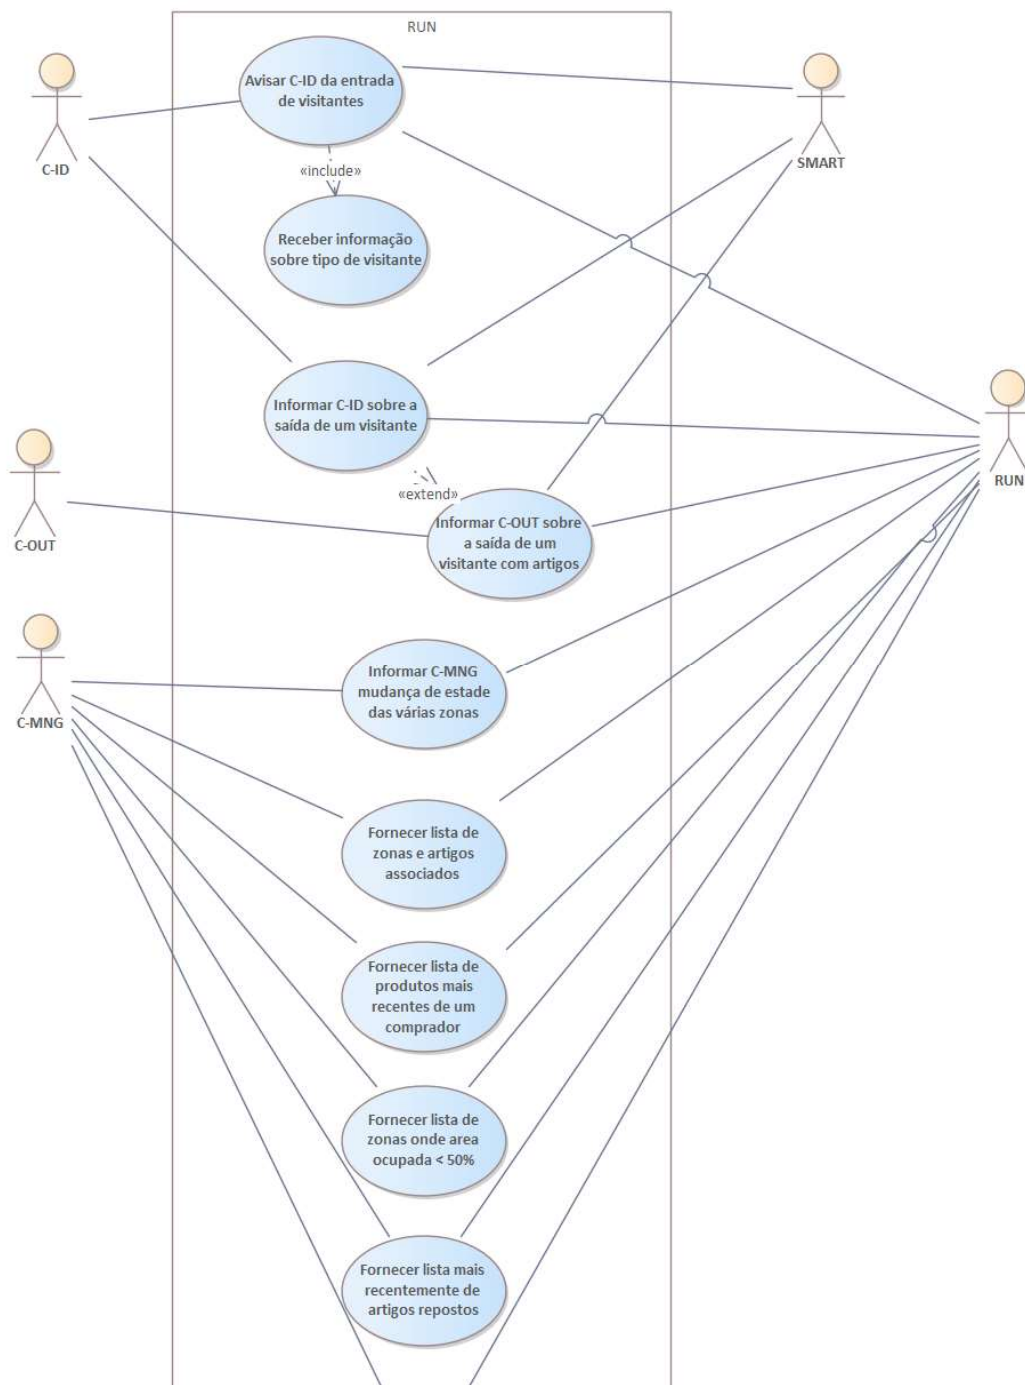 RUN
Avisar C-ID da entrada
de visitantes
C-ID
SMART
«include»
Receber informação
sobre tipo de visitante
Informar C-ID sobre a
saída de um visitante
RUN
C-OUT
«extend»
Informar C-OUT sobre
a saída de um
visitante com artigos
C-MNG
Informar C-MNG
mudança de estade
das várias zonas
Fornecer lista de
zonas e artigos
associados
Fornecer lista de
produtos mais
recentes de um
comprador
Fornecer lista de
zonas onde area
ocupada < 50%
Fornecer lista mais
recentemente de
artigos repostos